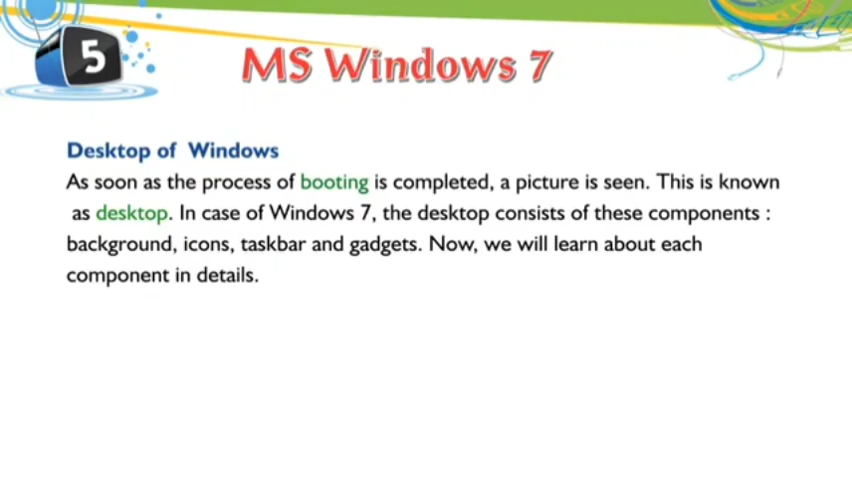 5
MS Windows 7
Desktop of Windows
As soon as the process of booting is completed, a picture is seen. This is known
as desktop. In case of Windows 7, the desktop consists of these components :
background, icons, taskbar and gadgets. Now, we will learn about each
component in details.